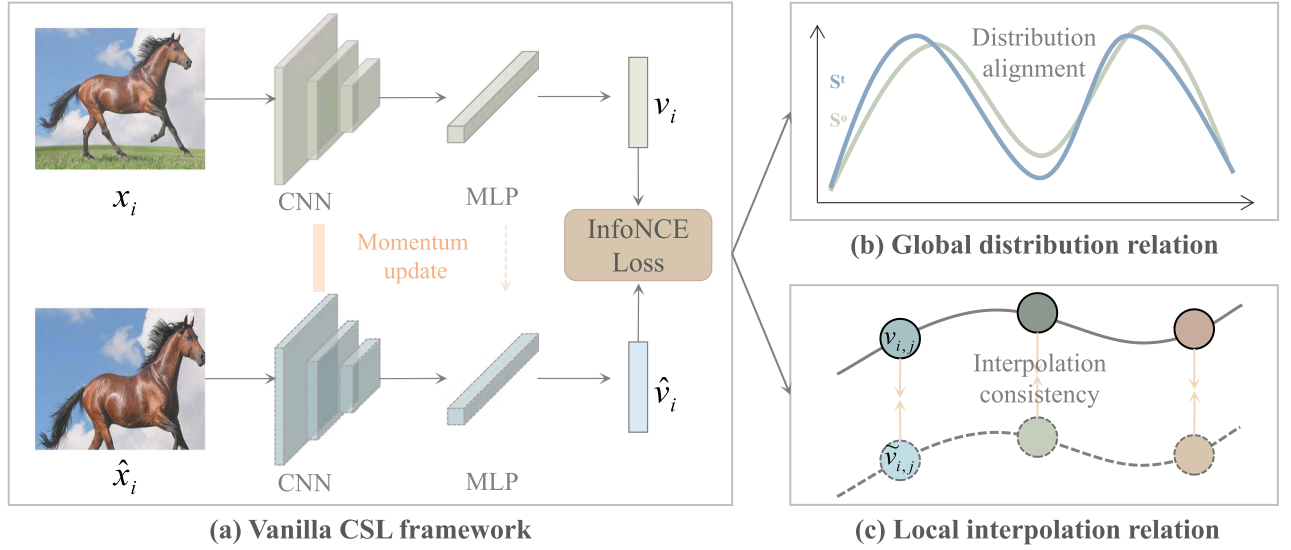 x_i
CNN
MLP
v_i
InfoNCE
Loss
Momentum
update
x̂_i
CNN
MLP
v̂_i
(a) Vanilla CSL framework
Distribution
alignment
S^t
S^o
(b) Global distribution relation
v_{i,j}
Interpolation
consistency
ṽ_{i,j}
(c) Local interpolation relation